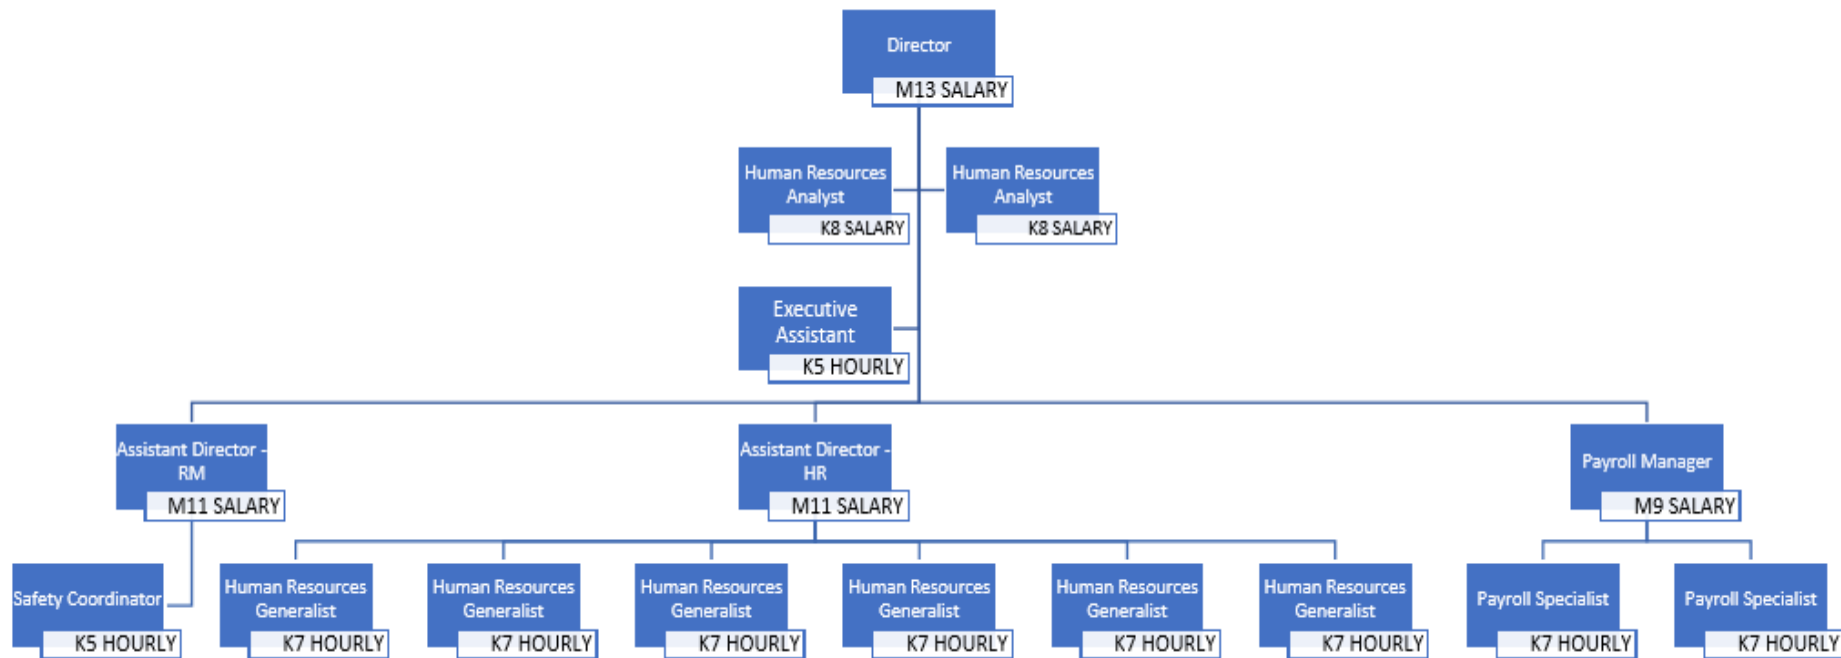 Director
M13 SALARY
Human Resources
Analyst
K8 SALARY
Human Resources
Analyst
K8 SALARY
Executive
Assistant
K5 HOURLY
Assistant Director -
RM
M11 SALARY
Assistant Director -
HR
M11 SALARY
Payroll Manager
M9 SALARY
Safety Coordinator
K5 HOURLY
Human Resources
Generalist
K7 HOURLY
Human Resources
Generalist
K7 HOURLY
Human Resources
Generalist
K7 HOURLY
Human Resources
Generalist
K7 HOURLY
Human Resources
Generalist
K7 HOURLY
Human Resources
Generalist
K7 HOURLY
Payroll Specialist
K7 HOURLY
Payroll Specialist
K7 HOURLY